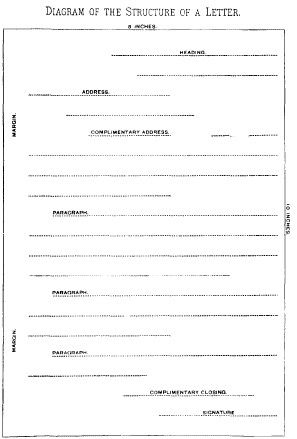 DIAGRAM OF THE STRUCTURE OF A LETTER.
8 INCHES.
HEADING.
ADDRESS.
MARGIN.
COMPLIMENTARY ADDRESS.
PARAGRAPH.
10 INCHES
PARAGRAPH.
MARGIN.
PARAGRAPH.
COMPLIMENTARY CLOSING.
SIGNATURE